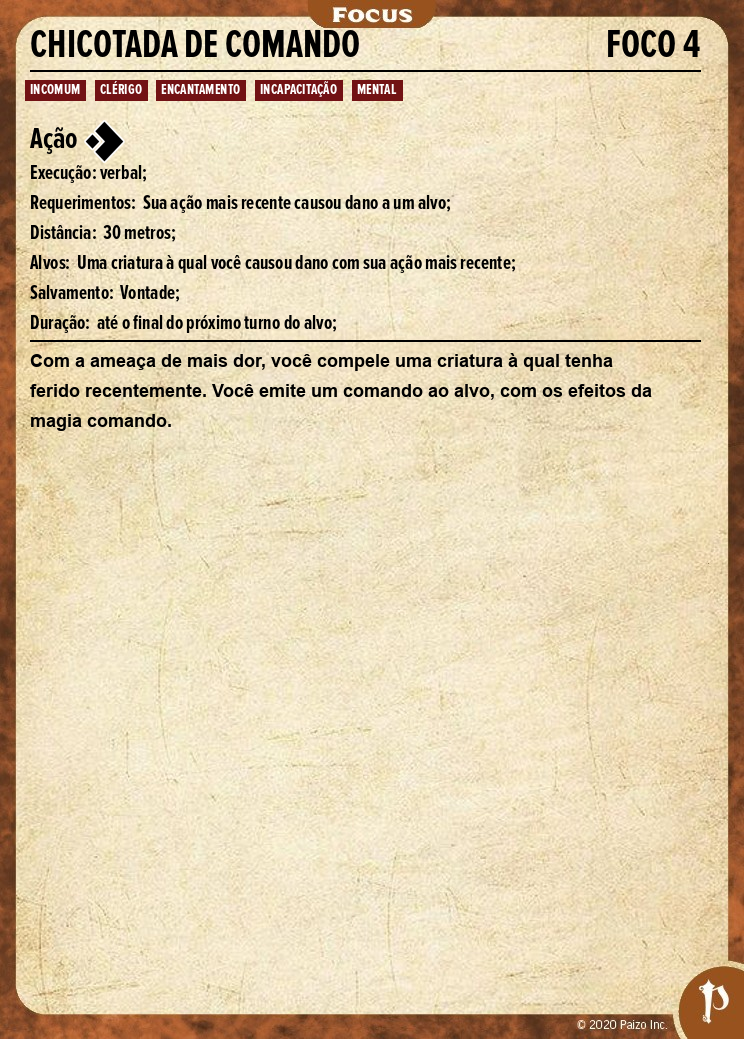 Focus
CHICOTADA DE COMANDO FOCO 4
INCOMUM CLÉRIGO ENCANTAMENTO INCAPACITAÇÃO MENTAL
Ação
Execução: verbal;
Requerimentos: Sua ação mais recente causou dano a um alvo;
Distância: 30 metros;
Alvos: Uma criatura à qual você causou dano com sua ação mais recente;
Salvamento: Vontade;
Duração: até o final do próximo turno do alvo;
Com a ameaça de mais dor, você compele uma criatura à qual tenha
ferido recentemente. Você emite um comando ao alvo, com os efeitos da
magia comando.
© 2020 Paizo Inc.
P